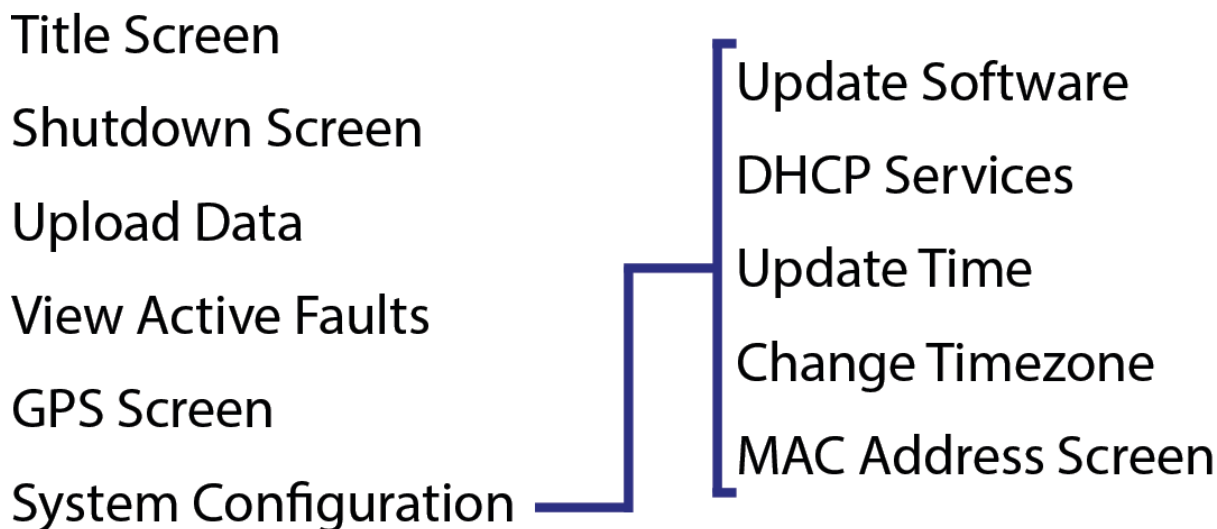 Title Screen
Shutdown Screen
Upload Data
View Active Faults
GPS Screen
System Configuration
Update Software
DHCP Services
Update Time
Change Timezone
MAC Address Screen